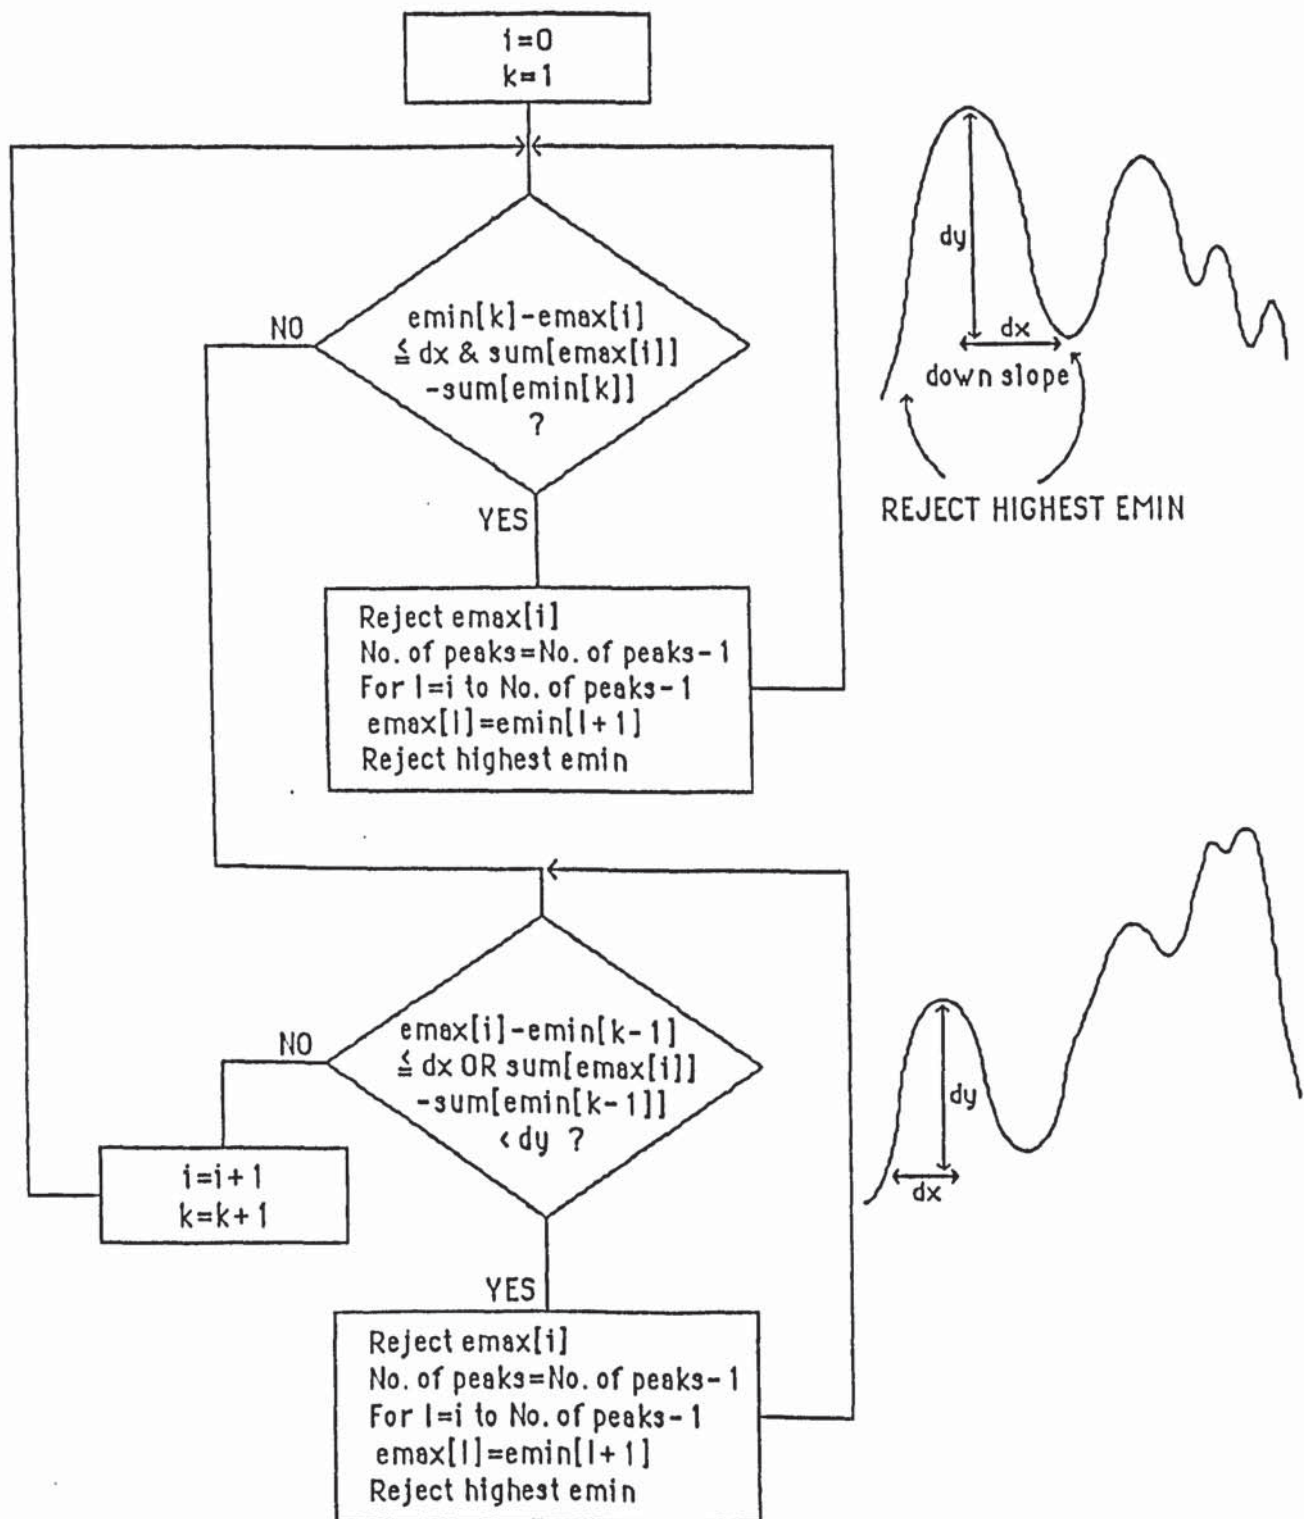 i=0
k=1
NO
emin[k]-emax[i]
≦ dx & sum[emax[i]]
-sum[emin[k]]
?
YES
Reject emax[i]
No. of peaks=No. of peaks-1
For l=i to No. of peaks-1
emax[l]=emin[l+1]
Reject highest emin
dy
dx
down slope
REJECT HIGHEST EMIN
NO
emax[i]-emin[k-1]
≦ dx OR sum[emax[i]]
-sum[emin[k-1]]
< dy ?
i=i+1
k=k+1
YES
Reject emax[i]
No. of peaks=No. of peaks-1
For l=i to No. of peaks-1
emax[l]=emin[l+1]
Reject highest emin
dy
dx